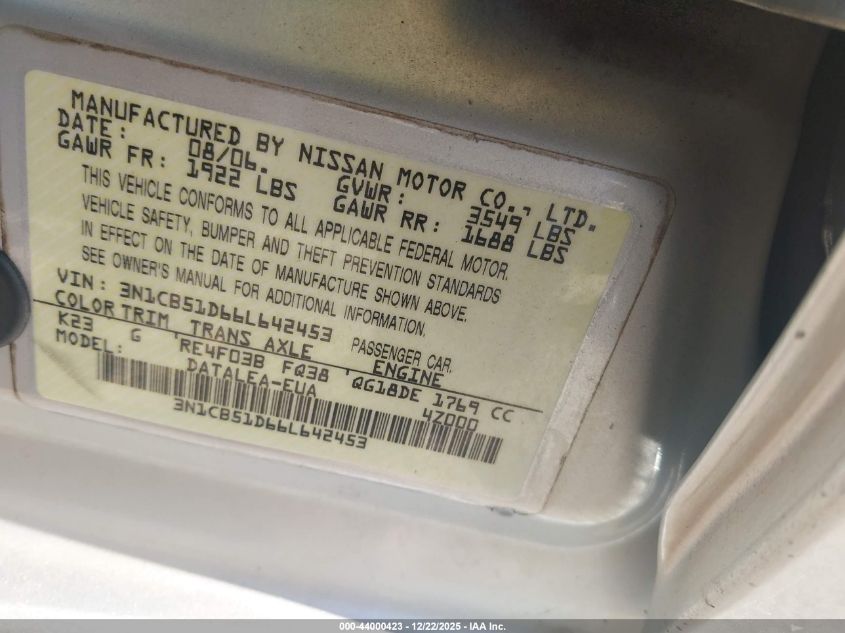 MANUFACTURED BY NISSAN MOTOR CO., LTD.
DATE: 08/06. GVWR: 3549 LBS
GAWR FR: 1922 LBS GAWR RR: 1688 LBS
THIS VEHICLE CONFORMS TO ALL APPLICABLE FEDERAL MOTOR
VEHICLE SAFETY, BUMPER AND THEFT PREVENTION STANDARDS
IN EFFECT ON THE DATE OF MANUFACTURE SHOWN ABOVE.
SEE OWNER'S MANUAL FOR ADDITIONAL INFORMATION.
VIN: 3N1CB51D66L642453 PASSENGER CAR.
COLOR TRIM TRANS AXLE ENGINE
K23 G RE4F03B FQ38 QG18DE 1769 CC
MODEL: DATALEA-EUA 4Z000
3N1CB51D66L642453
000-44000423 - 12/22/2025 - IAA Inc.